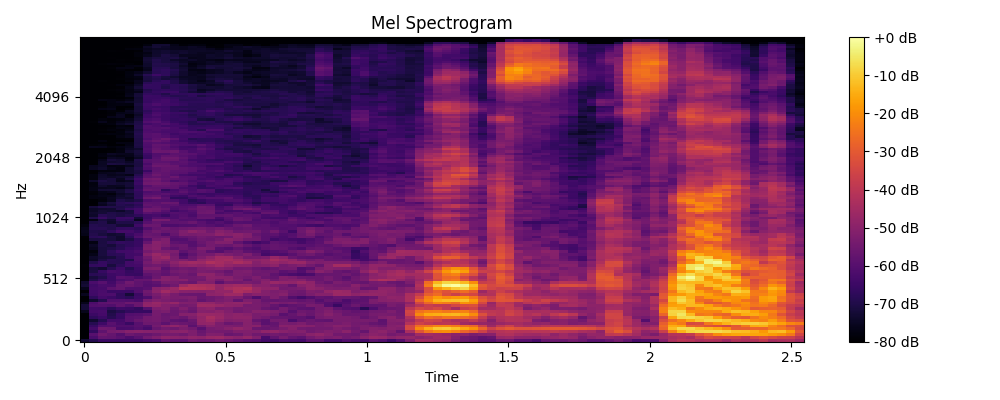 Mel Spectrogram
Hz
4096
2048
1024
512
0
0
0.5
1
1.5
2
2.5
Time
+0 dB
-10 dB
-20 dB
-30 dB
-40 dB
-50 dB
-60 dB
-70 dB
-80 dB